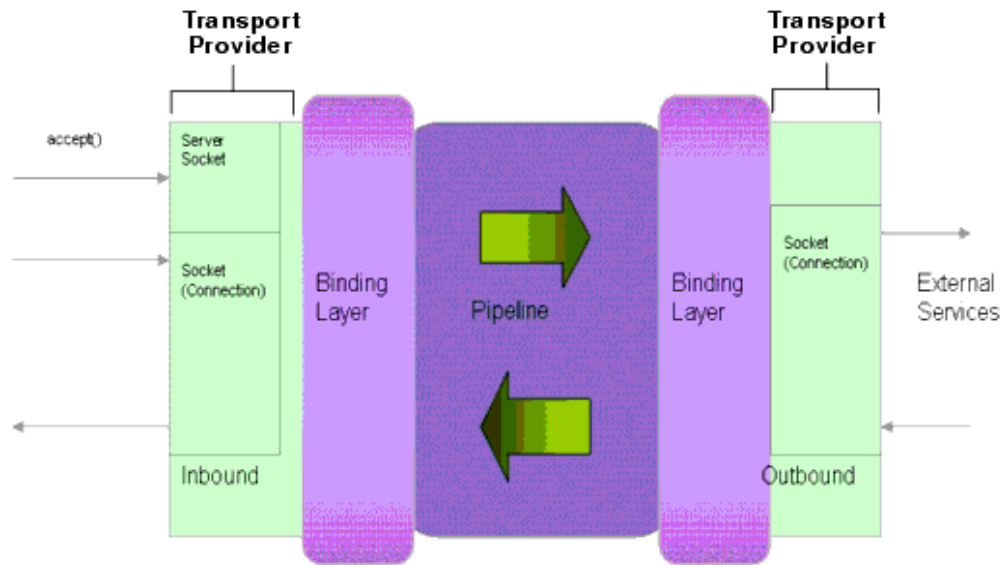 Transport
Provider
Transport
Provider
accept()
Server
Socket
Socket
(Connection)
Binding
Layer
Pipeline
Binding
Layer
Socket
(Connection)
External
Services
Inbound
Outbound